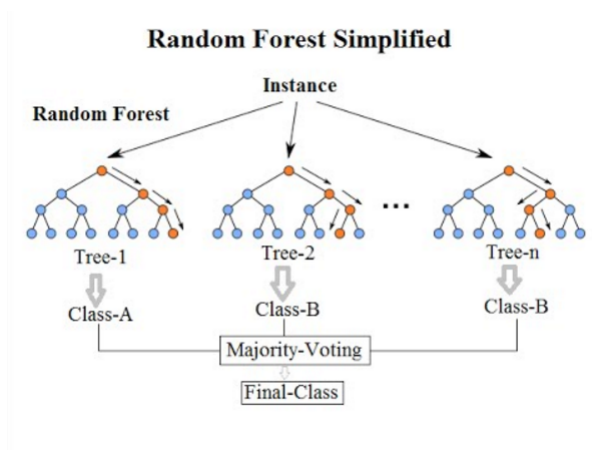 Random Forest Simplified
Instance
Random Forest
...
Tree-1
Tree-2
Tree-n
Class-A
Class-B
Class-B
Majority-Voting
Final-Class